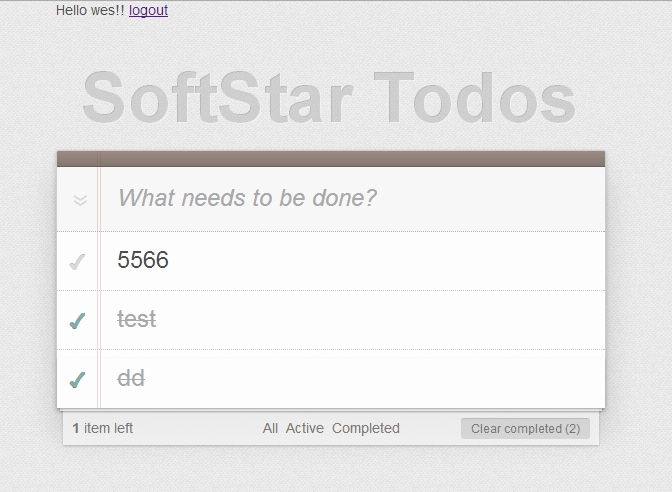 Hello wes!! logout
SoftStar Todos
What needs to be done?
5566
test
dd
1 item left All Active Completed Clear completed (2)